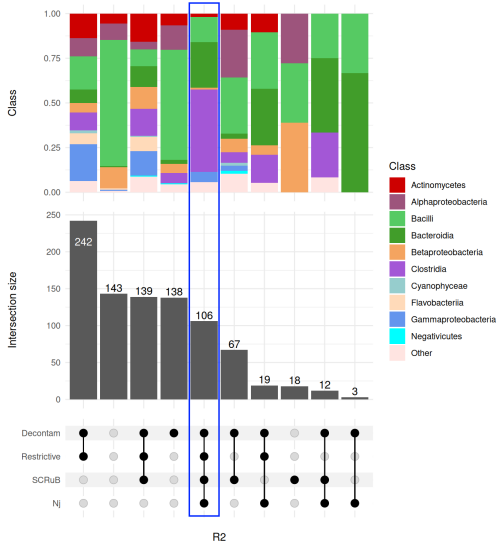 1.00
0.75
0.50
0.25
0.00
Class
Class
Actinomycetes
Alphaproteobacteria
Bacilli
Bacteroidia
Betaproteobacteria
Clostridia
Cyanophyceae
Flavobacteriia
Gammaproteobacteria
Negativicutes
Other
250
200
150
100
50
0
Intersection size
242
143
139
138
106
67
19
18
12
3
Decontam
Restrictive
SCRuB
Nj
R2